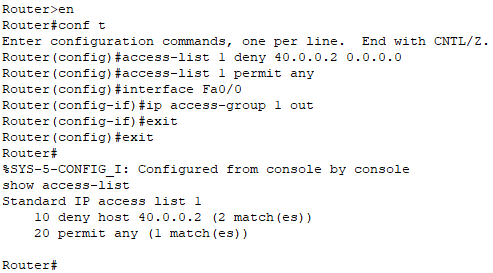 Router>en
Router#conf t
Enter configuration commands, one per line.  End with CNTL/Z.
Router(config)#access-list 1 deny 40.0.0.2 0.0.0.0
Router(config)#access-list 1 permit any
Router(config)#interface Fa0/0
Router(config-if)#ip access-group 1 out
Router(config-if)#exit
Router(config)#exit
Router#
%SYS-5-CONFIG_I: Configured from console by console
show access-list
Standard IP access list 1
    10 deny host 40.0.0.2 (2 match(es))
    20 permit any (1 match(es))
Router#